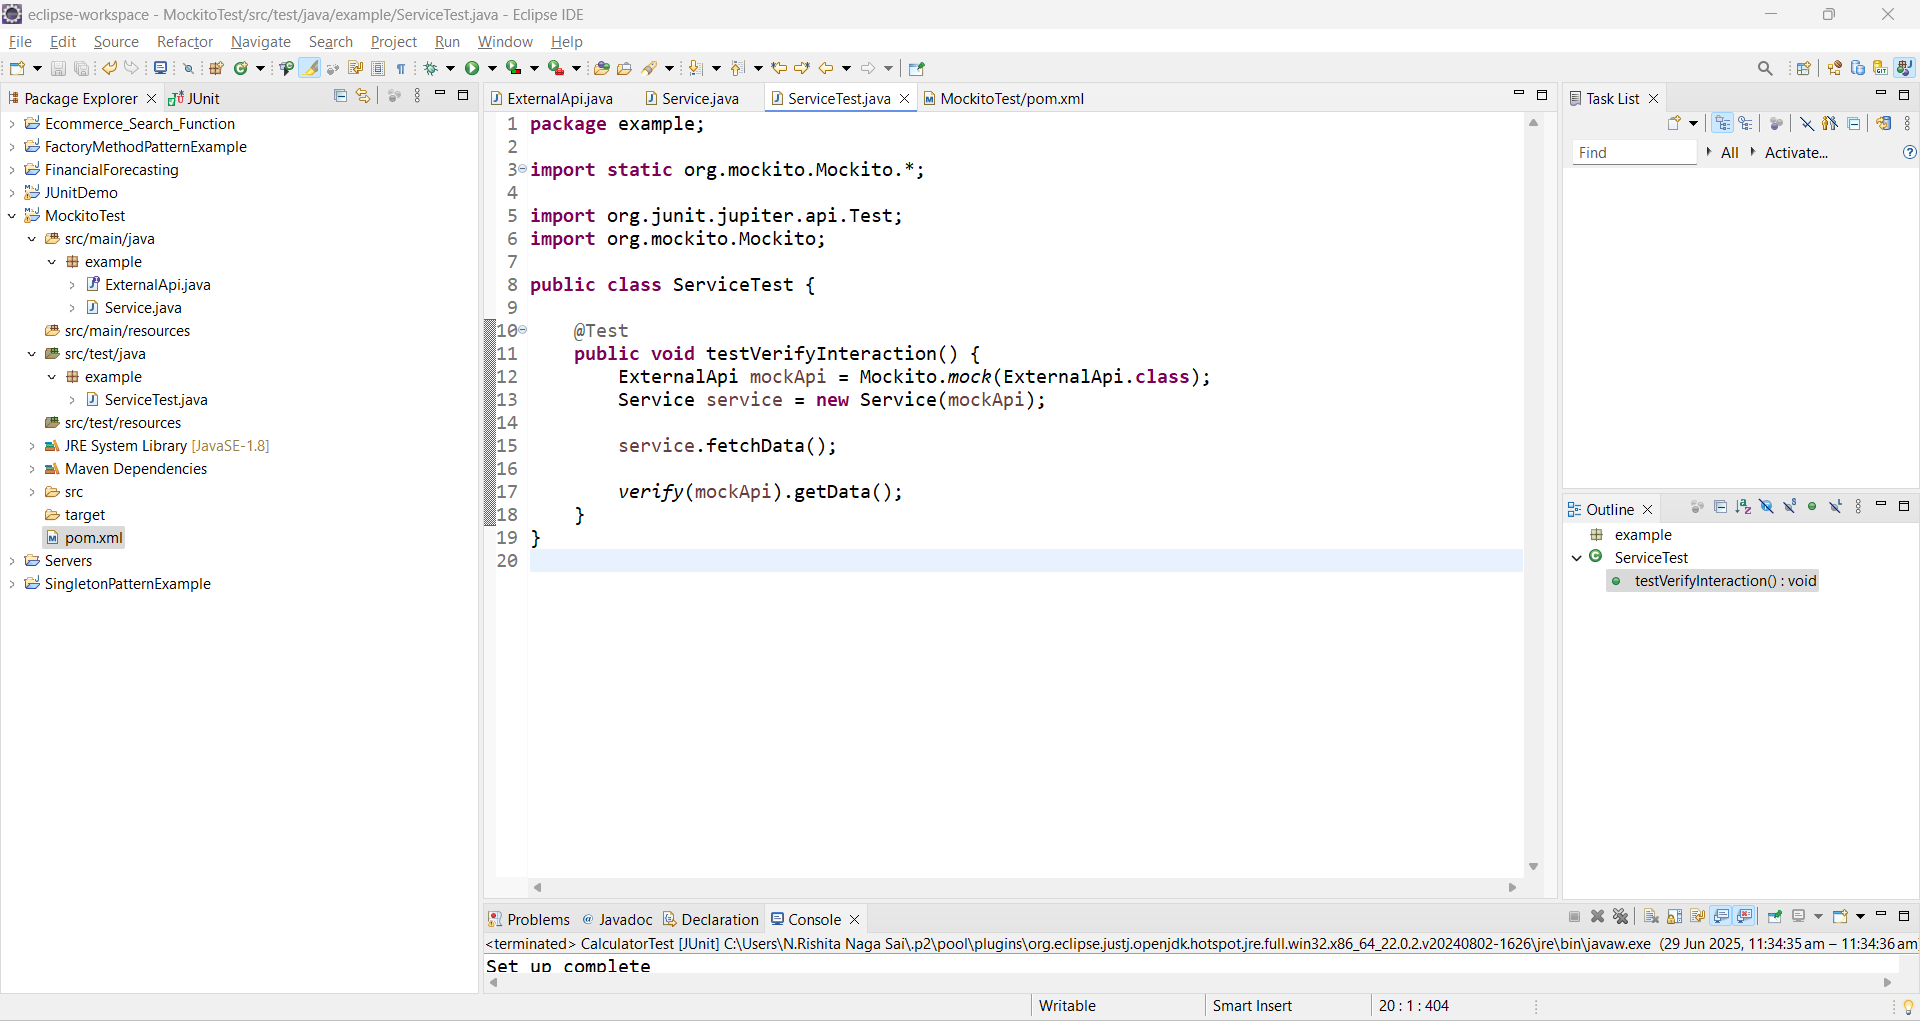 eclipse-workspace - MockitoTest/src/test/java/example/ServiceTest.java - Eclipse IDE
File Edit Source Refactor Navigate Search Project Run Window Help
Package Explorer JUnit
Ecommerce_Search_Function
FactoryMethodPatternExample
FinancialForecasting
JUnitDemo
MockitoTest
src/main/java
example
ExternalApi.java
Service.java
src/main/resources
src/test/java
example
ServiceTest.java
src/test/resources
JRE System Library [JavaSE-1.8]
Maven Dependencies
src
target
pom.xml
Servers
SingletonPatternExample
ExternalApi.java Service.java ServiceTest.java MockitoTest/pom.xml
1 package example;
2
3 import static org.mockito.Mockito.*;
4
5 import org.junit.jupiter.api.Test;
6 import org.mockito.Mockito;
7
8 public class ServiceTest {
9
10 @Test
11 public void testVerifyInteraction() {
12 ExternalApi mockApi = Mockito.mock(ExternalApi.class);
13 Service service = new Service(mockApi);
14
15 service.fetchData();
16
17 verify(mockApi).getData();
18 }
19 }
20
Task List
Find All Activate...
Outline
example
ServiceTest
testVerifyInteraction() : void
Problems Javadoc Declaration Console
<terminated> CalculatorTest [JUnit] C:\Users\N.Rishita Naga Sai\.p2\pool\plugins\org.eclipse.justj.openjdk.hotspot.jre.full.win32.x86_64_22.0.2.v20240802-1626\jre\bin\javaw.exe (29 Jun 2025, 11:34:35 am – 11:34:36 am
Set up complete
Writable Smart Insert 20 : 1 : 404